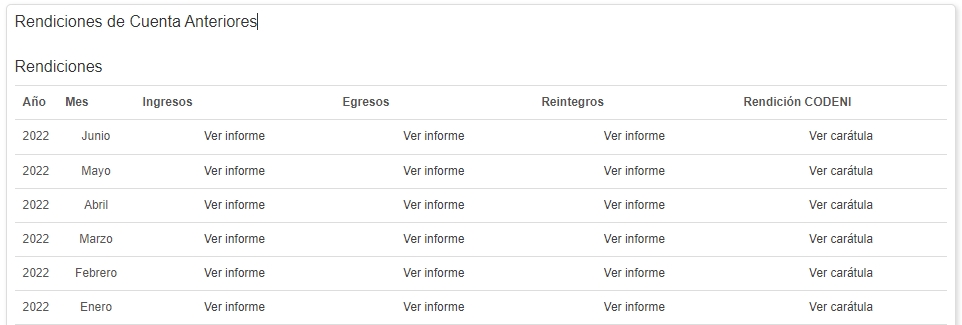 Rendiciones de Cuenta Anteriores
Rendiciones
Año Mes Ingresos Egresos Reintegros Rendición CODENI
2022 Junio Ver informe Ver informe Ver informe Ver carátula
2022 Mayo Ver informe Ver informe Ver informe Ver carátula
2022 Abril Ver informe Ver informe Ver informe Ver carátula
2022 Marzo Ver informe Ver informe Ver informe Ver carátula
2022 Febrero Ver informe Ver informe Ver informe Ver carátula
2022 Enero Ver informe Ver informe Ver informe Ver carátula